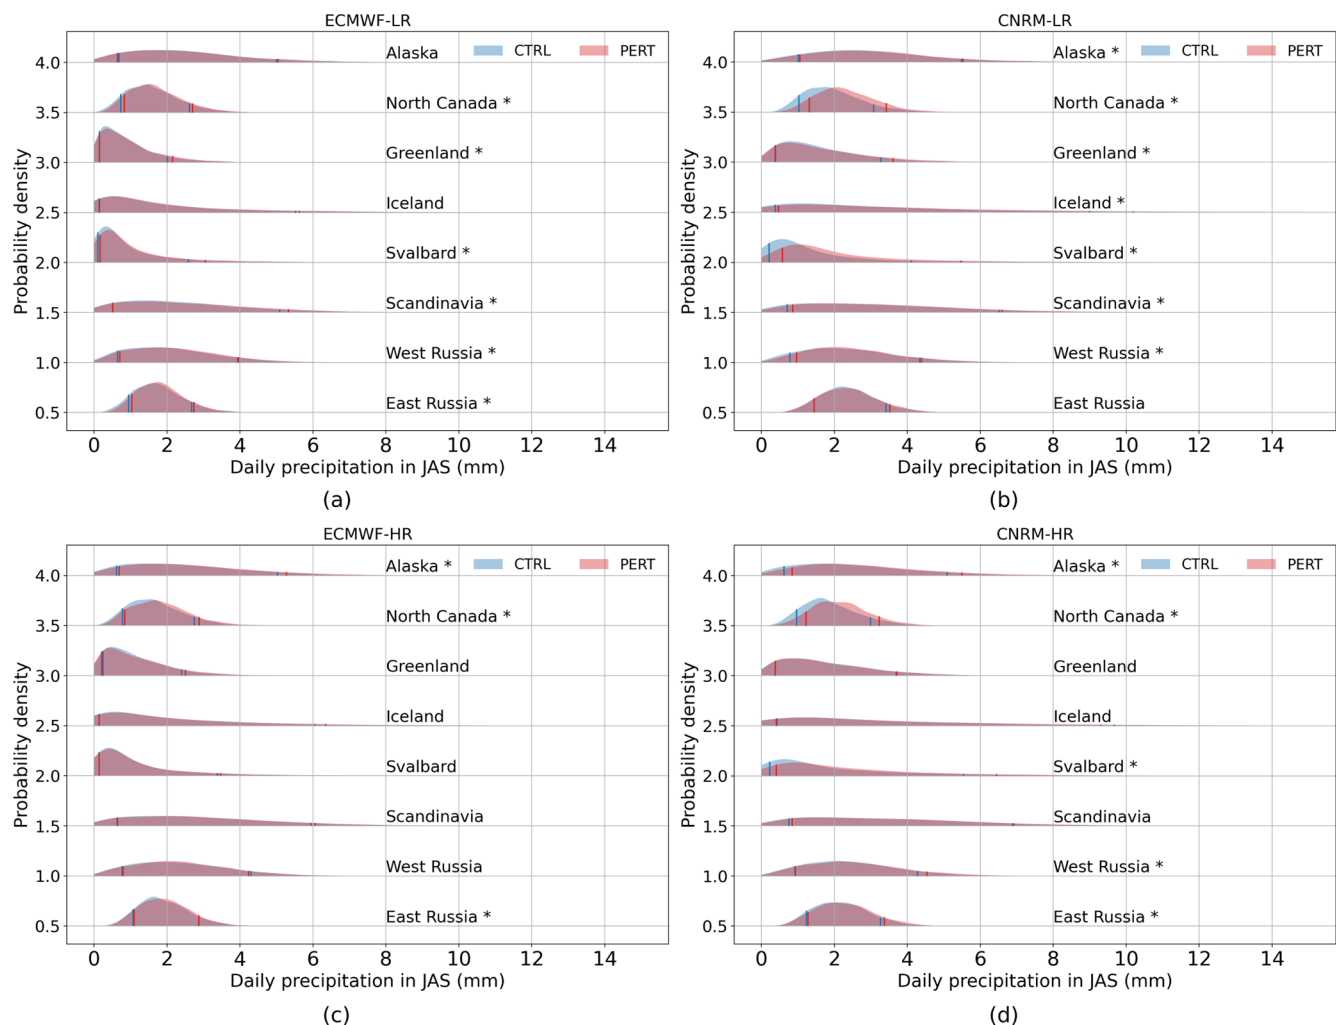 ECMWF-LR
CTRL PERT
4.0 Alaska
3.5 North Canada *
3.0 Greenland *
2.5 Iceland
2.0 Svalbard *
1.5 Scandinavia *
1.0 West Russia *
0.5 East Russia *
Probability density
0 2 4 6 8 10 12 14
Daily precipitation in JAS (mm)
(a)
CNRM-LR
CTRL PERT
4.0 Alaska *
3.5 North Canada *
3.0 Greenland *
2.5 Iceland *
2.0 Svalbard *
1.5 Scandinavia *
1.0 West Russia *
0.5 East Russia
Probability density
0 2 4 6 8 10 12 14
Daily precipitation in JAS (mm)
(b)
ECMWF-HR
CTRL PERT
4.0 Alaska *
3.5 North Canada *
3.0 Greenland
2.5 Iceland
2.0 Svalbard
1.5 Scandinavia
1.0 West Russia
0.5 East Russia *
Probability density
0 2 4 6 8 10 12 14
Daily precipitation in JAS (mm)
(c)
CNRM-HR
CTRL PERT
4.0 Alaska *
3.5 North Canada *
3.0 Greenland
2.5 Iceland
2.0 Svalbard *
1.5 Scandinavia
1.0 West Russia *
0.5 East Russia *
Probability density
0 2 4 6 8 10 12 14
Daily precipitation in JAS (mm)
(d)